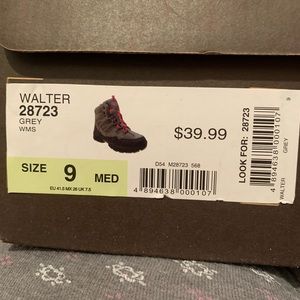 WALTER
28723
GREY
WMS
$39.99
SIZE 9 MED
EU 41.5 MX 26 UK 7.5
D54 M28723 568
4 894638 000107
LOOK FOR: 28723
4 894638 000107
WALTER GREY 9